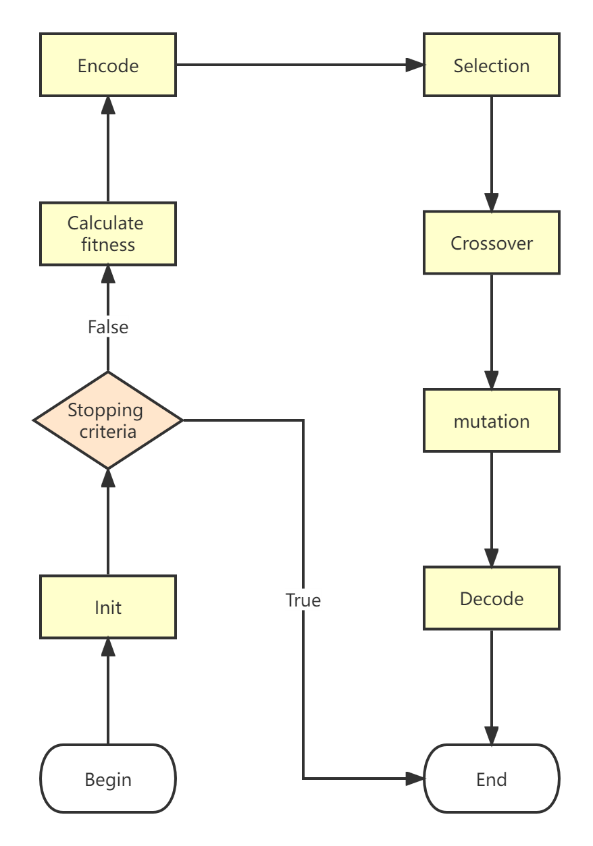 Encode
Selection
Calculate
fitness
Crossover
False
Stopping
criteria
mutation
Init
True
Decode
Begin
End